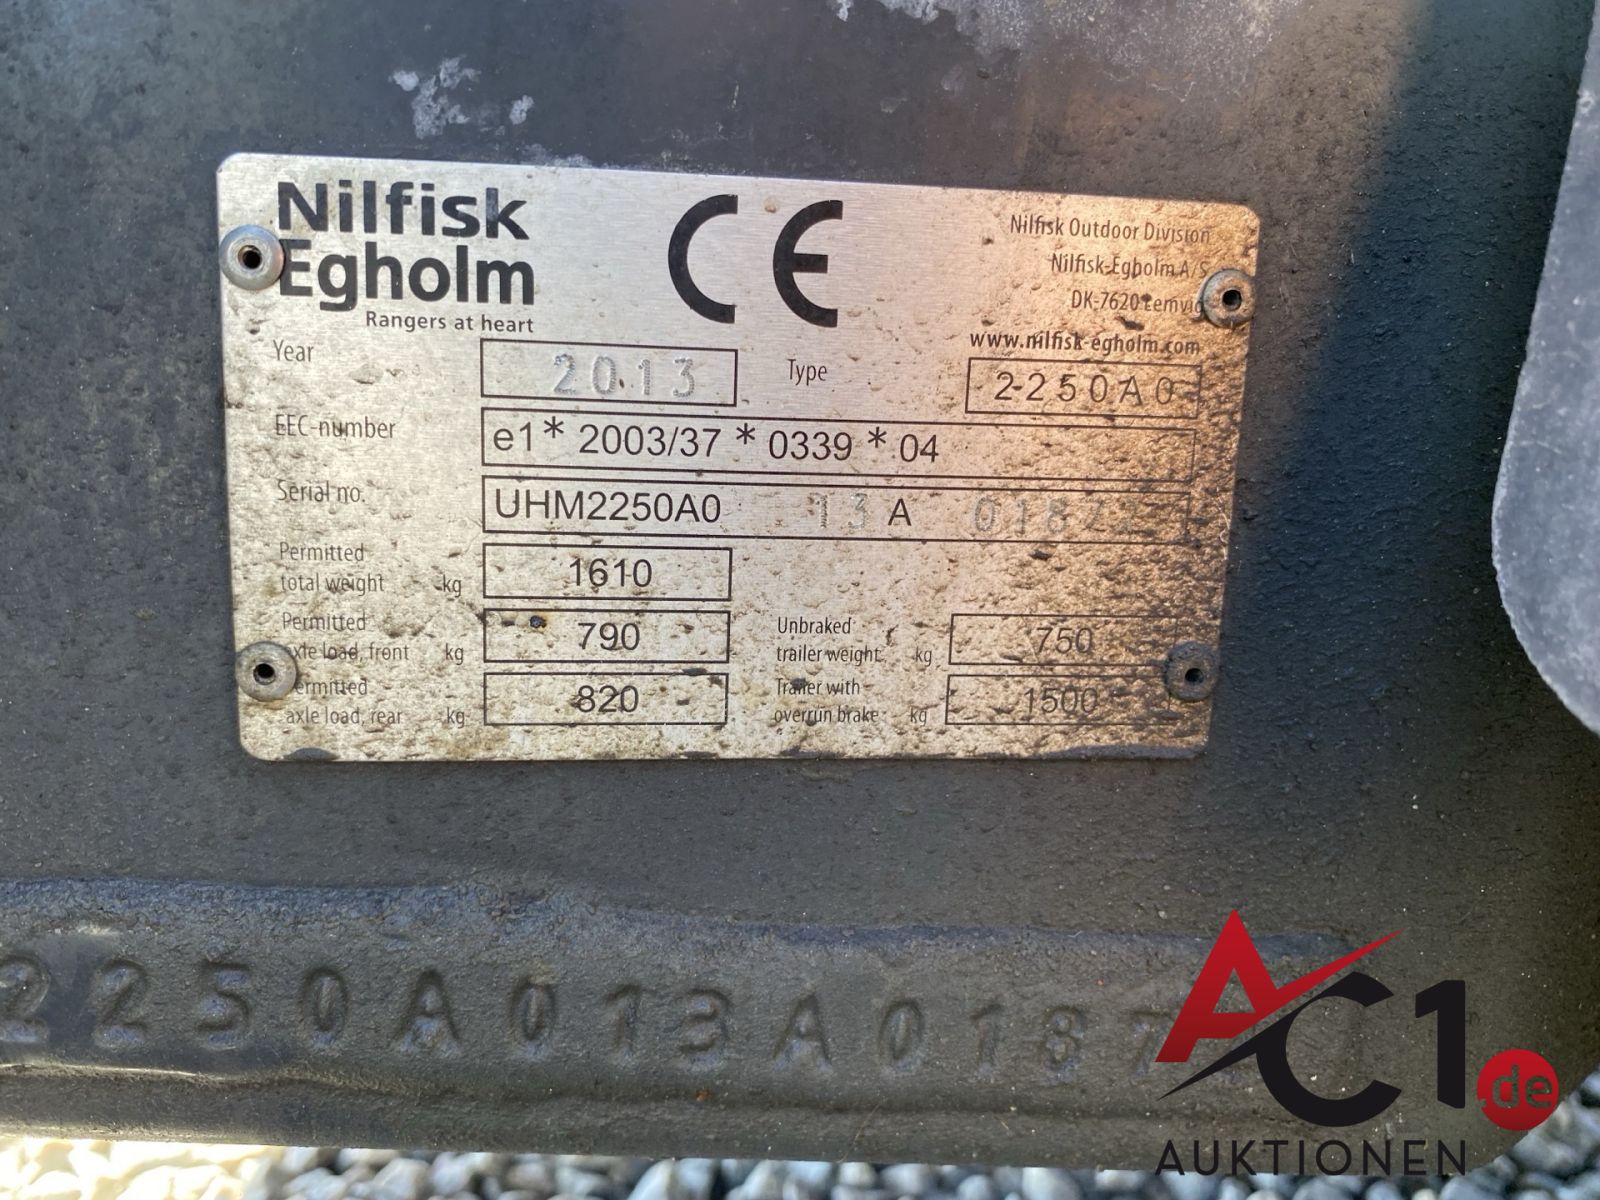 Nilfisk
Egholm
Rangers at heart
CE
Nilfisk Outdoor Division
Nilfisk-Egholm A/S
DK-7620 Lemvig
www.nilfisk-egholm.com
Year 2013 Type 2250A0
EEC-number e1* 2003/37 * 0339 * 04
Serial no. UHM2250A0 13 A
Permitted
total weight kg 1610
Permitted
axle load, front kg 790
Unbraked
trailer weight kg 750
Permitted
axle load, rear kg 820
Trailer with
overrun brake kg 1500
2250A013A0187
AC1.de
AUKTIONEN